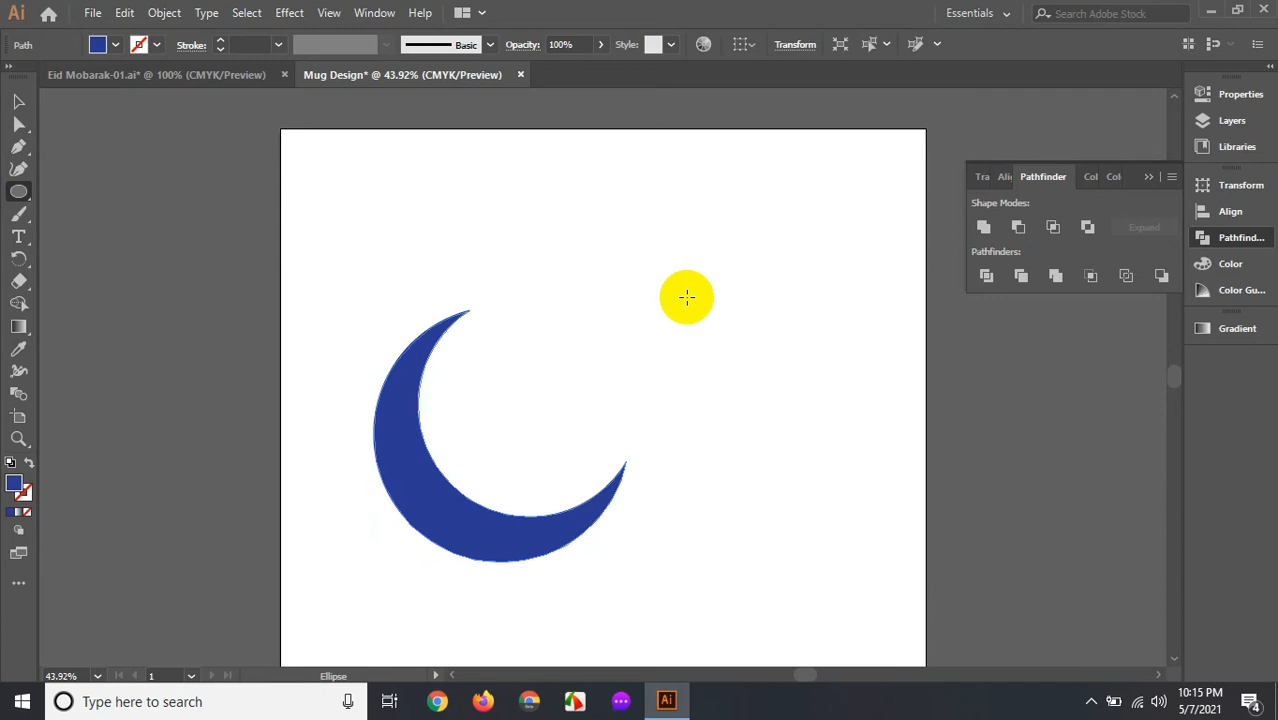 Ai File Edit Object Type Select Effect View Window Help Essentials Search Adobe Stock
Path Stroke: Basic Opacity: 100% Style: Transform
Eid Mobarak-01.ai* @ 100% (CMYK/Preview) × Mug Design* @ 43.92% (CMYK/Preview) ×
Properties
Layers
Libraries
Transform
Align
Pathfind...
Color
Color Gu...
Gradient
Tra Ali Pathfinder Col Co
Shape Modes:
Expand
Pathfinders:
43.92% 1 Ellipse
Type here to search
Ai
10:15 PM
5/7/2021
4